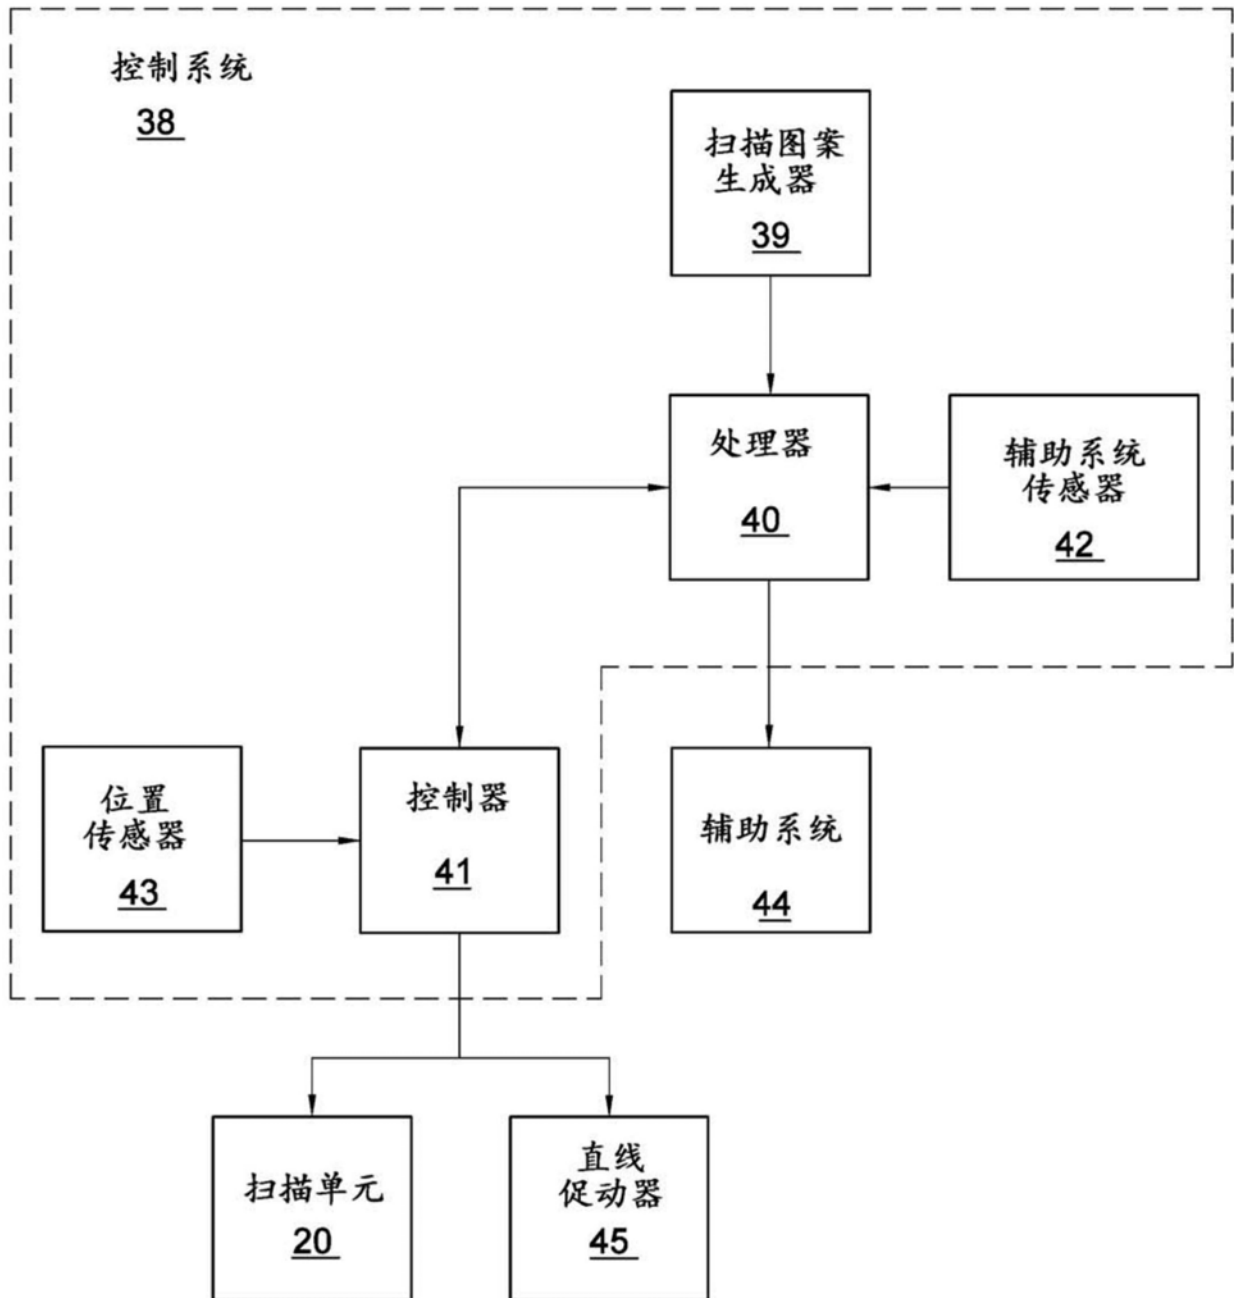 控制系统
38
扫描图案
生成器
39
处理器
40
辅助系统
传感器
42
位置
传感器
43
控制器
41
辅助系统
44
扫描单元
20
直线
促动器
45